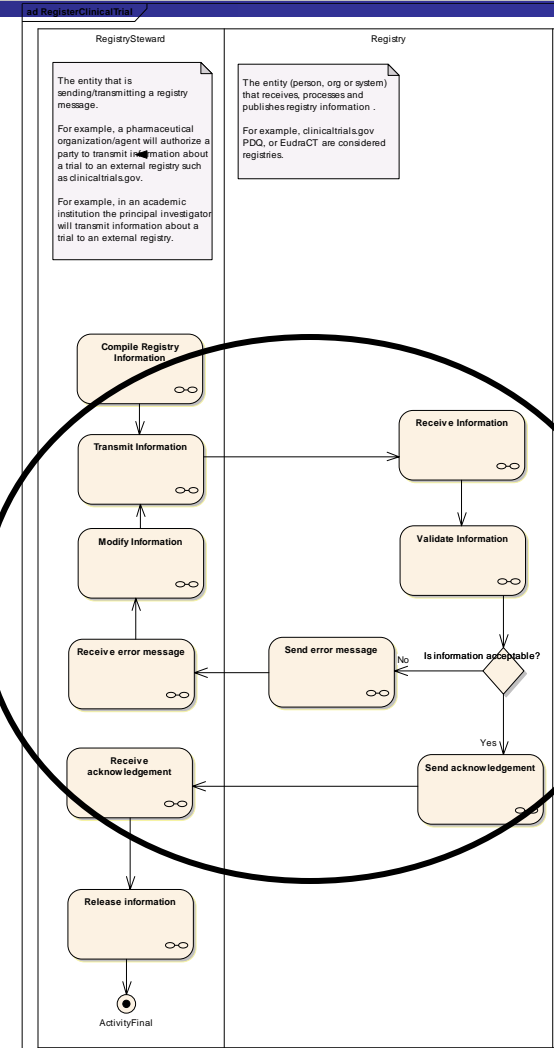 ad RegisterClinicalTrial
RegistrySteward
Registry
The entity that is
sending/transmitting a registry
message.
For example, a pharmaceutical
organization/agent will authorize a
party to transmit information about
a trial to an external registry such
as clinicaltrials.gov.
For example, in an academic
institution the principal investigator
will transmit information about a
trial to an external registry.
The entity (person, org or system)
that receives, processes and
publishes registry information .
For example, clinicaltrials.gov
PDQ, or EudraCT are considered
registries.
Compile Registry
Information
Transmit Information
Receive Information
Modify Information
Validate Information
Receive error message
Send error message
No
Is information acceptable?
Yes
Receive
acknowledgement
Send acknowledgement
Release information
ActivityFinal